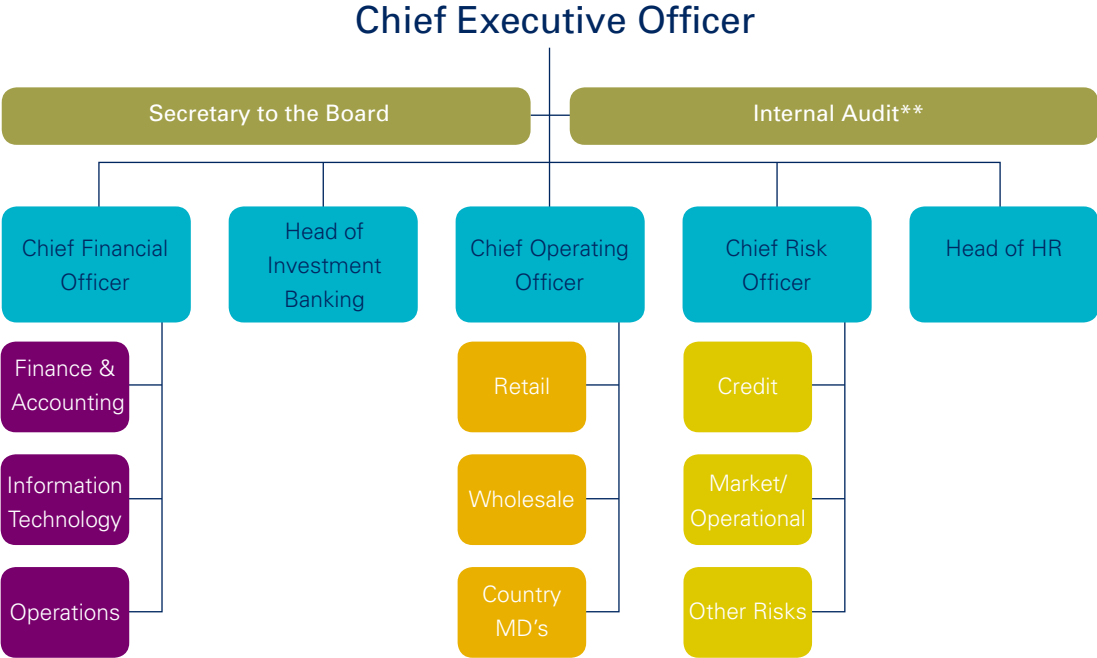 Chief Executive Officer
Secretary to the Board
Internal Audit**
Chief Financial
Officer
Head of
Investment
Banking
Chief Operating
Officer
Chief Risk
Officer
Head of HR
Finance &
Accounting
Information
Technology
Operations
Retail
Wholesale
Country
MD's
Credit
Market/
Operational
Other Risks